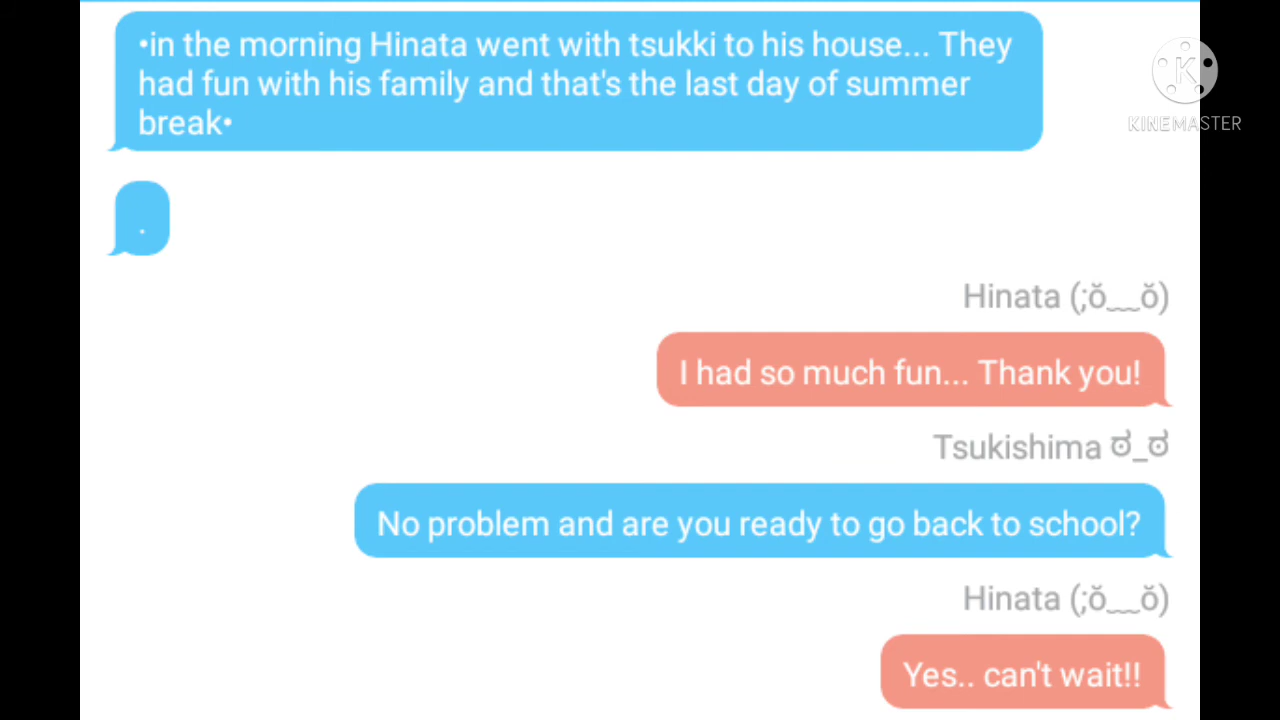 •in the morning Hinata went with tsukki to his house... They
had fun with his family and that's the last day of summer
break•
K
KINEMASTER
.
Hinata (;ŏ﹏ŏ)
I had so much fun... Thank you!
Tsukishima ಠ_ಠ
No problem and are you ready to go back to school?
Hinata (;ŏ﹏ŏ)
Yes.. can't wait!!